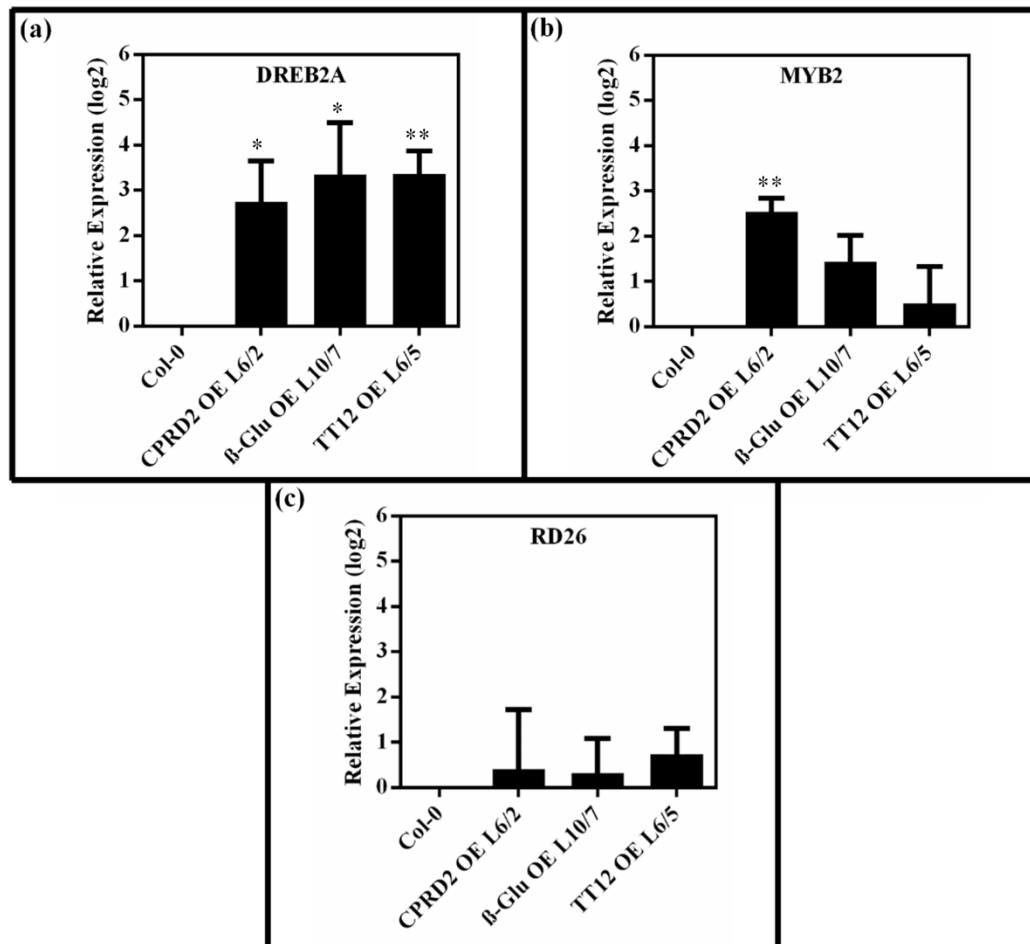 (a)
DREB2A
Relative Expression (log2)
6
5
4
3
2
1
0
*
*
**
Col-0
CPRD2 OE L6/2
ß-Glu OE L10/7
TT12 OE L6/5
(b)
MYB2
Relative Expression (log2)
6
5
4
3
2
1
0
**
Col-0
CPRD2 OE L6/2
ß-Glu OE L10/7
TT12 OE L6/5
(c)
RD26
Relative Expression (log2)
6
5
4
3
2
1
0
Col-0
CPRD2 OE L6/2
ß-Glu OE L10/7
TT12 OE L6/5